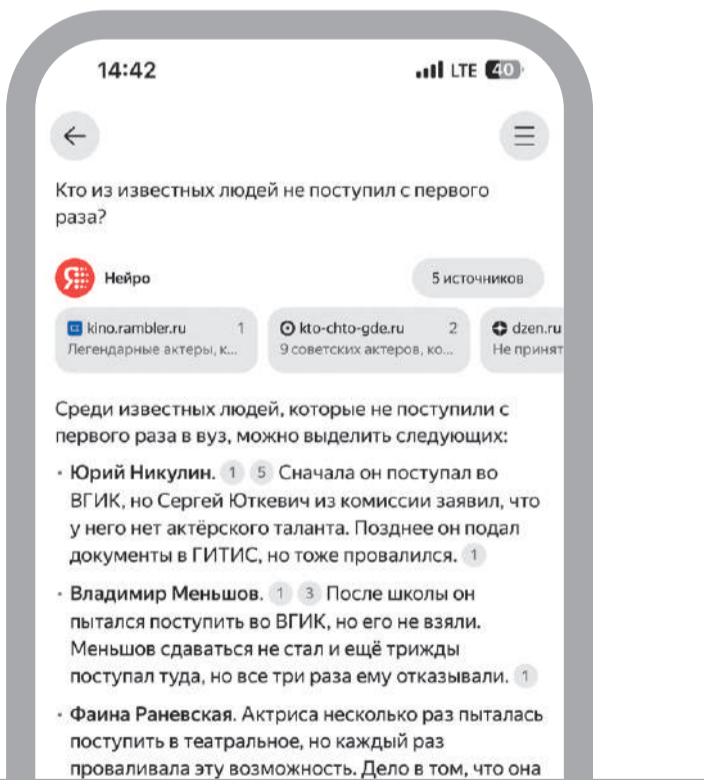 14:42
LTE 40
Кто из известных людей не поступил с первого
раза?
Нейро
5 источников
kino.rambler.ru 1
Легендарные актеры, к...
kto-chto-gde.ru 2
9 советских актеров, ко...
dzen.ru
Не принят
Среди известных людей, которые не поступили с
первого раза в вуз, можно выделить следующих:
• Юрий Никулин. 1 5 Сначала он поступал во
ВГИК, но Сергей Юткевич из комиссии заявил, что
у него нет актёрского таланта. Позднее он подал
документы в ГИТИС, но тоже провалился. 1
• Владимир Меньшов. 1 3 После школы он
пытался поступить во ВГИК, но его не взяли.
Меньшов сдаваться не стал и ещё трижды
поступал туда, но все три раза ему отказывали. 1
• Фаина Раневская. Актриса несколько раз пыталась
поступить в театральное, но каждый раз
проваливала эту возможность. Дело в том, что она